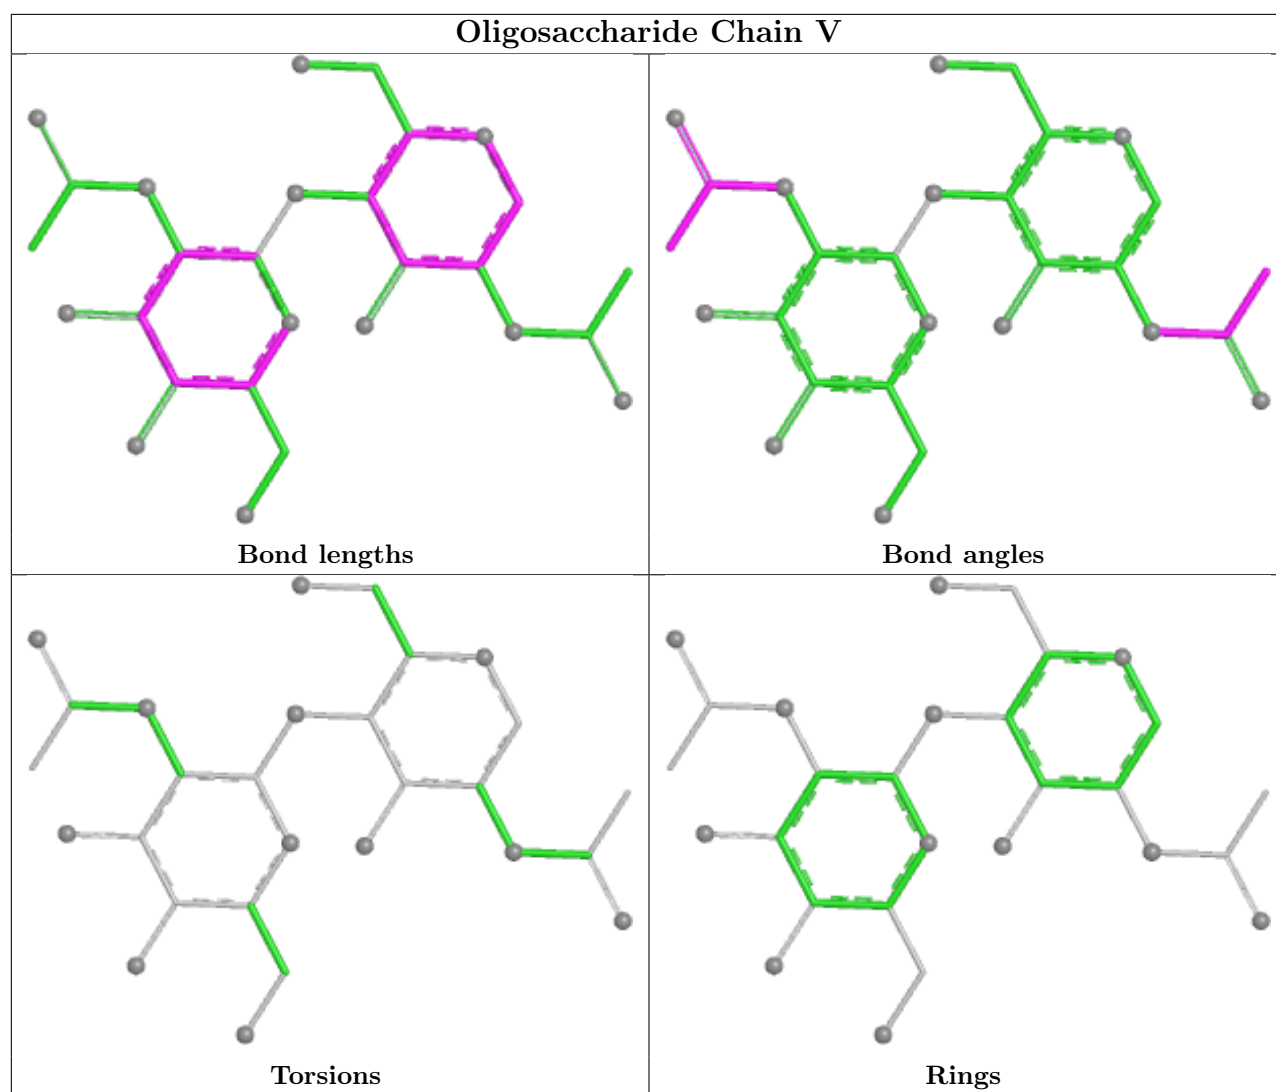 Oligosaccharide Chain V
Bond lengths
Bond angles
Torsions
Rings